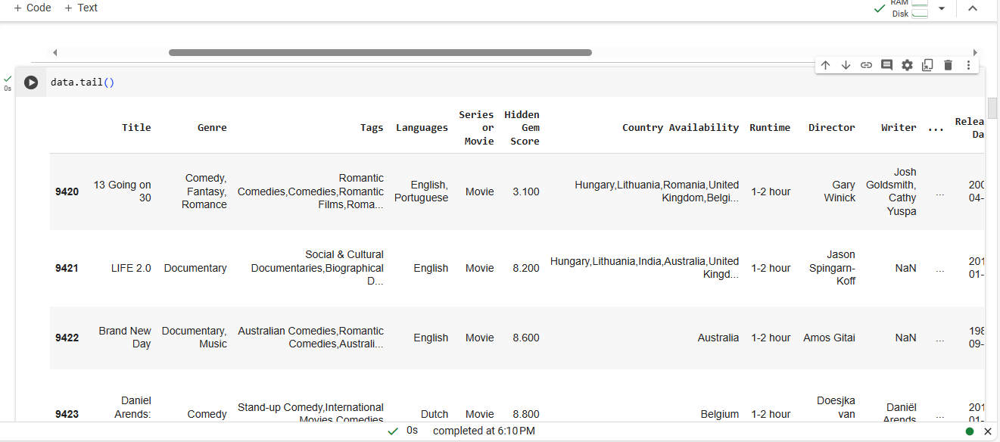 + Code + Text
RAM
Disk
0s
data.tail()
Title Genre Tags Languages Series or Movie Hidden Gem Score Country Availability Runtime Director Writer ... Relea Da
9420 13 Going on 30 Comedy, Fantasy, Romance Romantic Comedies,Comedies,Romantic Films,Roma... English, Portuguese Movie 3.100 Hungary,Lithuania,Romania,United Kingdom,Belgi... 1-2 hour Gary Winick Josh Goldsmith, Cathy Yuspa ... 200 04-
9421 LIFE 2.0 Documentary Social & Cultural Documentaries,Biographical D... English Movie 8.200 Hungary,Lithuania,India,Australia,United Kingd... 1-2 hour Jason Spingarn-Koff NaN ... 201 01-
9422 Brand New Day Documentary, Music Australian Comedies,Romantic Comedies,Australi... English Movie 8.600 Australia 1-2 hour Amos Gitai NaN ... 198 09-
9423 Daniel Arends: Comedy Stand-up Comedy,International Movies,Comedies Dutch Movie 8.800 Belgium 1-2 hour Doesjka van Daniël Arends ... 201 01-
0s completed at 6:10 PM